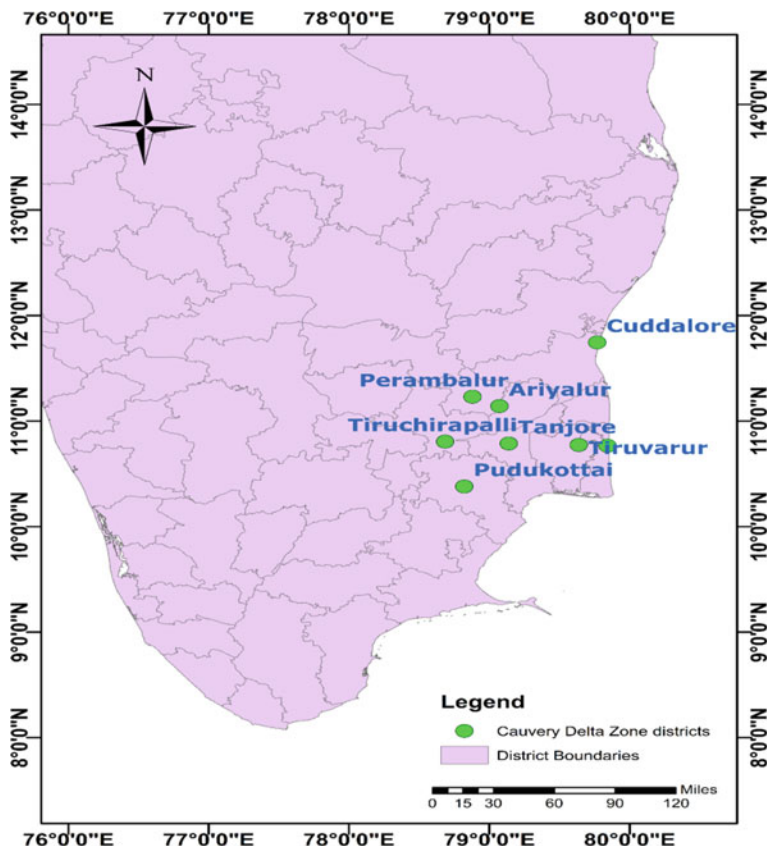 76°0'0"E 77°0'0"E 78°0'0"E 79°0'0"E 80°0'0"E
N
14°0'0"N 14°0'0"N
13°0'0"N 13°0'0"N
12°0'0"N 12°0'0"N
Cuddalore
Perambalur
Ariyalur
11°0'0"N 11°0'0"N
Tiruchirapalli Tanjore
Tiruvarur
Pudukottai
10°0'0"N 10°0'0"N
9°0'0"N 9°0'0"N
Legend
8°0'0"N 8°0'0"N
Cauvery Delta Zone districts
District Boundaries
Miles
0 15 30 60 90 120
76°0'0"E 77°0'0"E 78°0'0"E 79°0'0"E 80°0'0"E